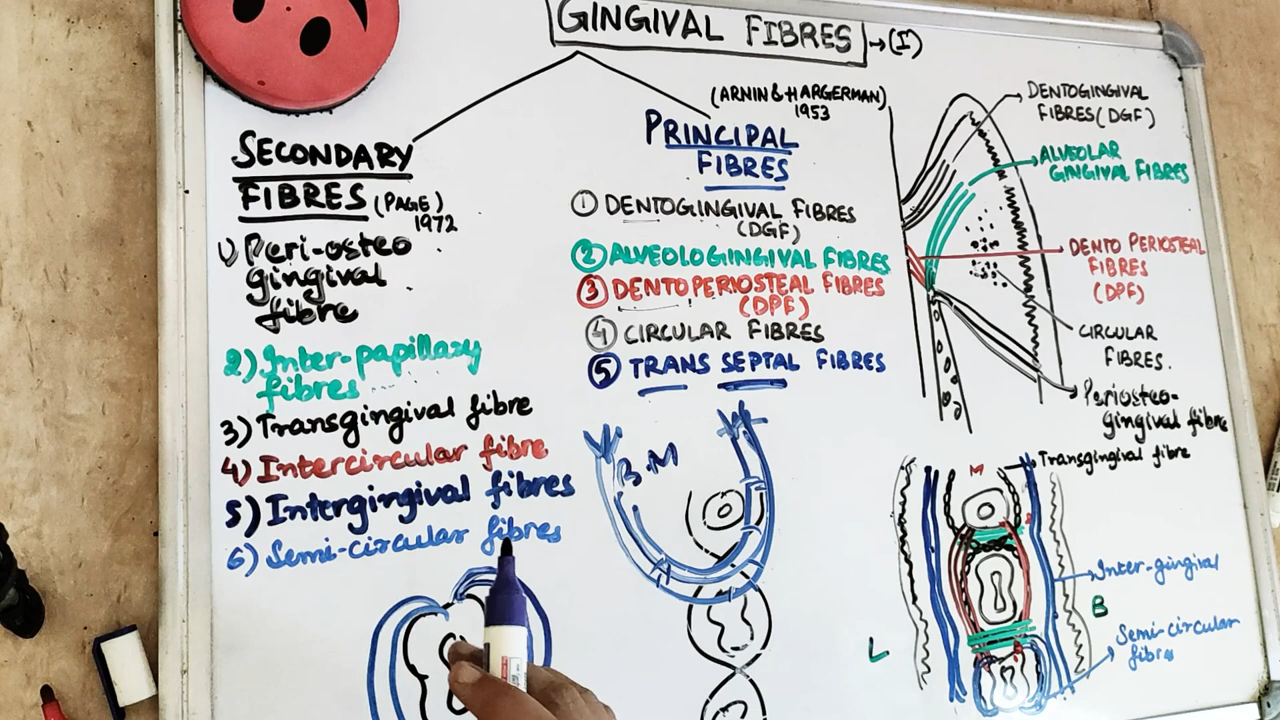 GINGIVAL FIBRES →(I)
SECONDARY
FIBRES (PAGE)
1972
1) Peri-osteo
gingival
fibre
2) Inter-papillary
fibres
3) Transgingival fibre
4) Intercircular fibre
5) Intergingival fibres
6) Semi-circular fibres
(ARNIN & HARGERMAN)
1953
PRINCIPAL
FIBRES
① DENTOGINGIVAL FIBRES
(DGF)
② ALVEOLOGINGIVAL FIBRES
③ DENTOPERIOSTEAL FIBRES
(DPF)
④ CIRCULAR FIBRES
⑤ TRANS SEPTAL FIBRES
B.M
DENTOGINGIVAL
FIBRES (DGF)
ALVEOLAR
GINGIVAL FIBRES
DENTO PERIOSTEAL
FIBRES
(DPF)
CIRCULAR
FIBRES.
Periosteo-
gingival fibre
M
Transgingival fibre
Inter-gingival
B
L
Semi-circular
fibres